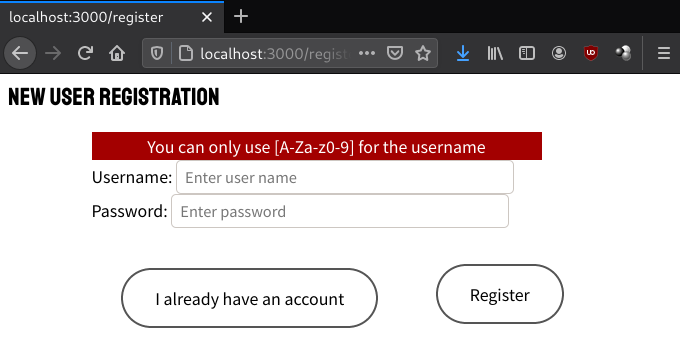 localhost:3000/register
localhost:3000/regist
NEW USER REGISTRATION
You can only use [A-Za-z0-9] for the username
Username: Enter user name
Password: Enter password
I already have an account
Register